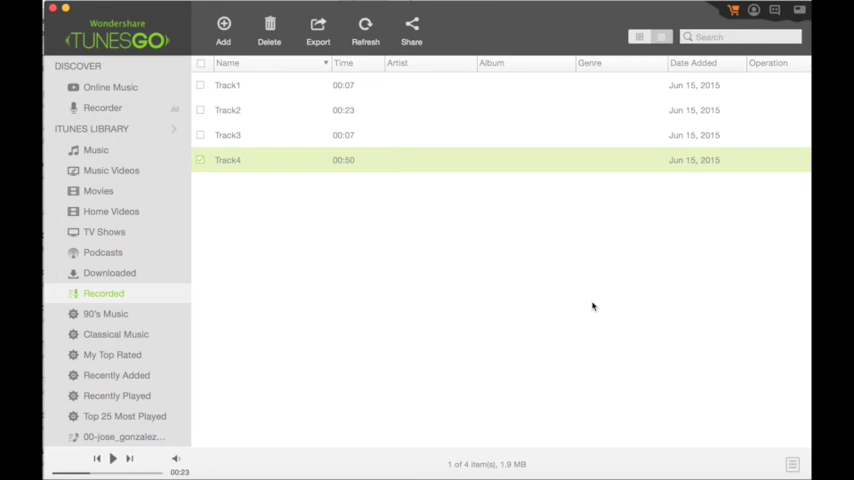 Wondershare
TUNESGO
Add Delete Export Refresh Share
Search
DISCOVER
Online Music
Recorder
ITUNES LIBRARY
Music
Music Videos
Movies
Home Videos
TV Shows
Podcasts
Downloaded
Recorded
90's Music
Classical Music
My Top Rated
Recently Added
Recently Played
Top 25 Most Played
00-jose_gonzalez...
00:23
Name Time Artist Album Genre Date Added Operation
Track1 00:07 Jun 15, 2015
Track2 00:23 Jun 15, 2015
Track3 00:07 Jun 15, 2015
Track4 00:50 Jun 15, 2015
1 of 4 item(s), 1.9 MB